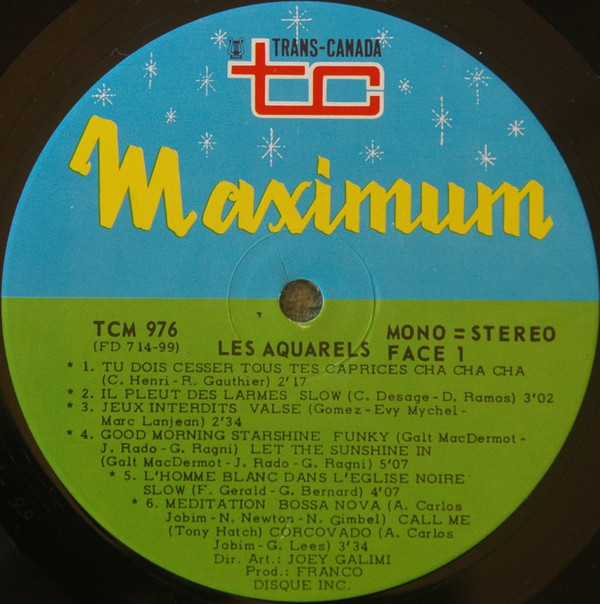 TRANS-CANADA
tc
Maximum
TCM 976
(FD 714-99)
LES AQUARELS
MONO = STEREO
FACE 1
* 1. TU DOIS CESSER TOUS TES CAPRICES CHA CHA CHA
(C. Henri - R. Gauthier) 2'17
* 2. IL PLEUT DES LARMES SLOW (C. Desage - D. Ramos) 3'02
* 3. JEUX INTERDITS VALSE (Gomez - Evy Mychel -
Marc Lanjean) 2'34
* 4. GOOD MORNING STARSHINE FUNKY (Galt MacDermot -
J. Rado - G. Ragni) LET THE SUNSHINE IN
(Galt MacDermot - J. Rado - G. Ragni) 5'07
* 5. L'HOMME BLANC DANS L'EGLISE NOIRE
SLOW (F. Gerald - G. Bernard) 4'07
* 6. MEDITATION BOSSA NOVA (A. Carlos
Jobim - N. Newton - N. Gimbel) CALL ME
(Tony Hatch) CORCOVADO (A. Carlos
Jobim - G. Lees) 3'34
Dir. Art.: JOEY GALIMI
Prod.: FRANCO
DISQUE INC.